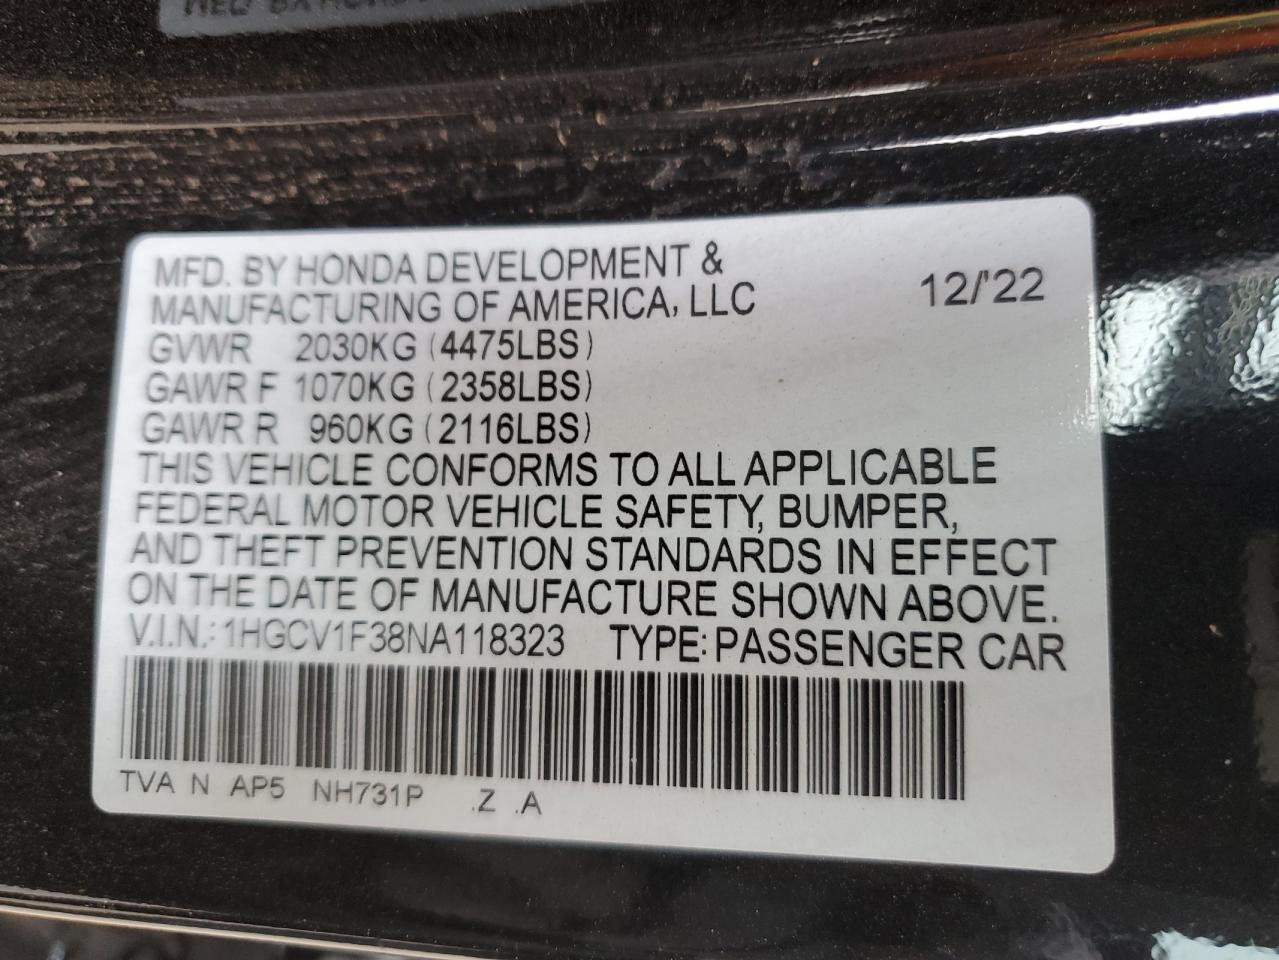 MFD. BY HONDA DEVELOPMENT &
MANUFACTURING OF AMERICA, LLC 12/'22
GVWR 2030KG (4475LBS)
GAWR F 1070KG (2358LBS)
GAWR R 960KG (2116LBS)
THIS VEHICLE CONFORMS TO ALL APPLICABLE
FEDERAL MOTOR VEHICLE SAFETY, BUMPER,
AND THEFT PREVENTION STANDARDS IN EFFECT
ON THE DATE OF MANUFACTURE SHOWN ABOVE.
V.I.N.: 1HGCV1F38NA118323 TYPE: PASSENGER CAR
TVA N AP5 NH731P .Z .A